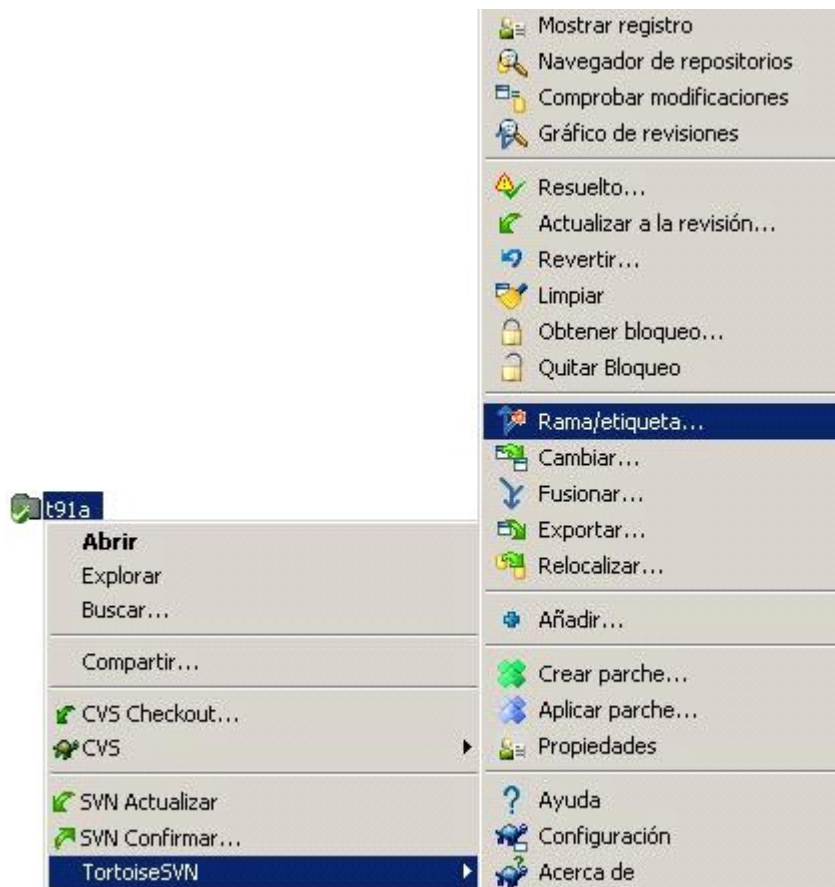 t91a
Abrir
Explorar
Buscar...
Compartir...
CVS Checkout...
CVS
SVN Actualizar
SVN Confirmar...
TortoiseSVN
Mostrar registro
Navegador de repositorios
Comprobar modificaciones
Gráfico de revisiones
Resuelto...
Actualizar a la revisión...
Revertir...
Limpiar
Obtener bloqueo...
Quitar Bloqueo
Rama/etiqueta...
Cambiar...
Fusionar...
Exportar...
Relocalizar...
Añadir...
Crear parche...
Aplicar parche...
Propiedades
Ayuda
Configuración
Acerca de